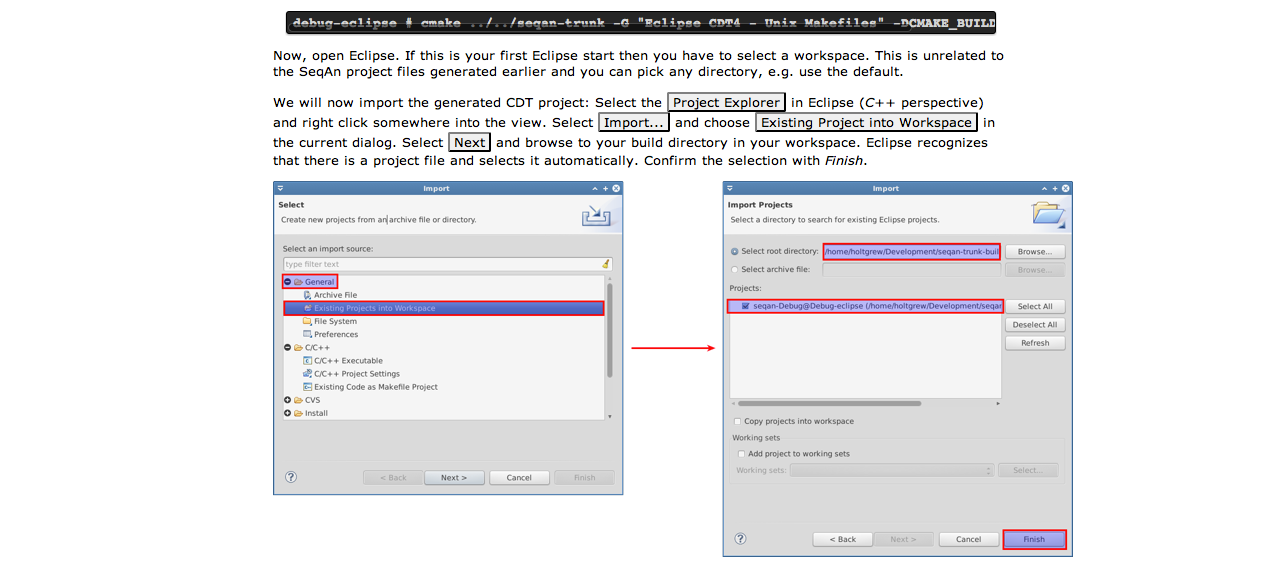 debug-eclipse # cmake ../../seqan-trunk -G "Eclipse CDT4 - Unix Makefiles" -DCMAKE_BUILD
Now, open Eclipse. If this is your first Eclipse start then you have to select a workspace. This is unrelated to
the SeqAn project files generated earlier and you can pick any directory, e.g. use the default.
We will now import the generated CDT project: Select the Project Explorer in Eclipse (C++ perspective)
and right click somewhere into the view. Select Import... and choose Existing Project into Workspace in
the current dialog. Select Next and browse to your build directory in your workspace. Eclipse recognizes
that there is a project file and selects it automatically. Confirm the selection with Finish.
Import
Select
Create new projects from an archive file or directory.
Select an import source:
type filter text
General
Archive File
Existing Projects into Workspace
File System
Preferences
C/C++
C/C++ Executable
C/C++ Project Settings
Existing Code as Makefile Project
CVS
Install
? < Back Next > Cancel Finish
Import
Import Projects
Select a directory to search for existing Eclipse projects.
Select root directory: /home/holtgrew/Development/seqan-trunk-buil Browse...
Select archive file: Browse...
Projects:
seqan-Debug@Debug-eclipse (/home/holtgrew/Development/seqan Select All
Deselect All
Refresh
Copy projects into workspace
Working sets
Add project to working sets
Working sets: Select...
? < Back Next > Cancel Finish